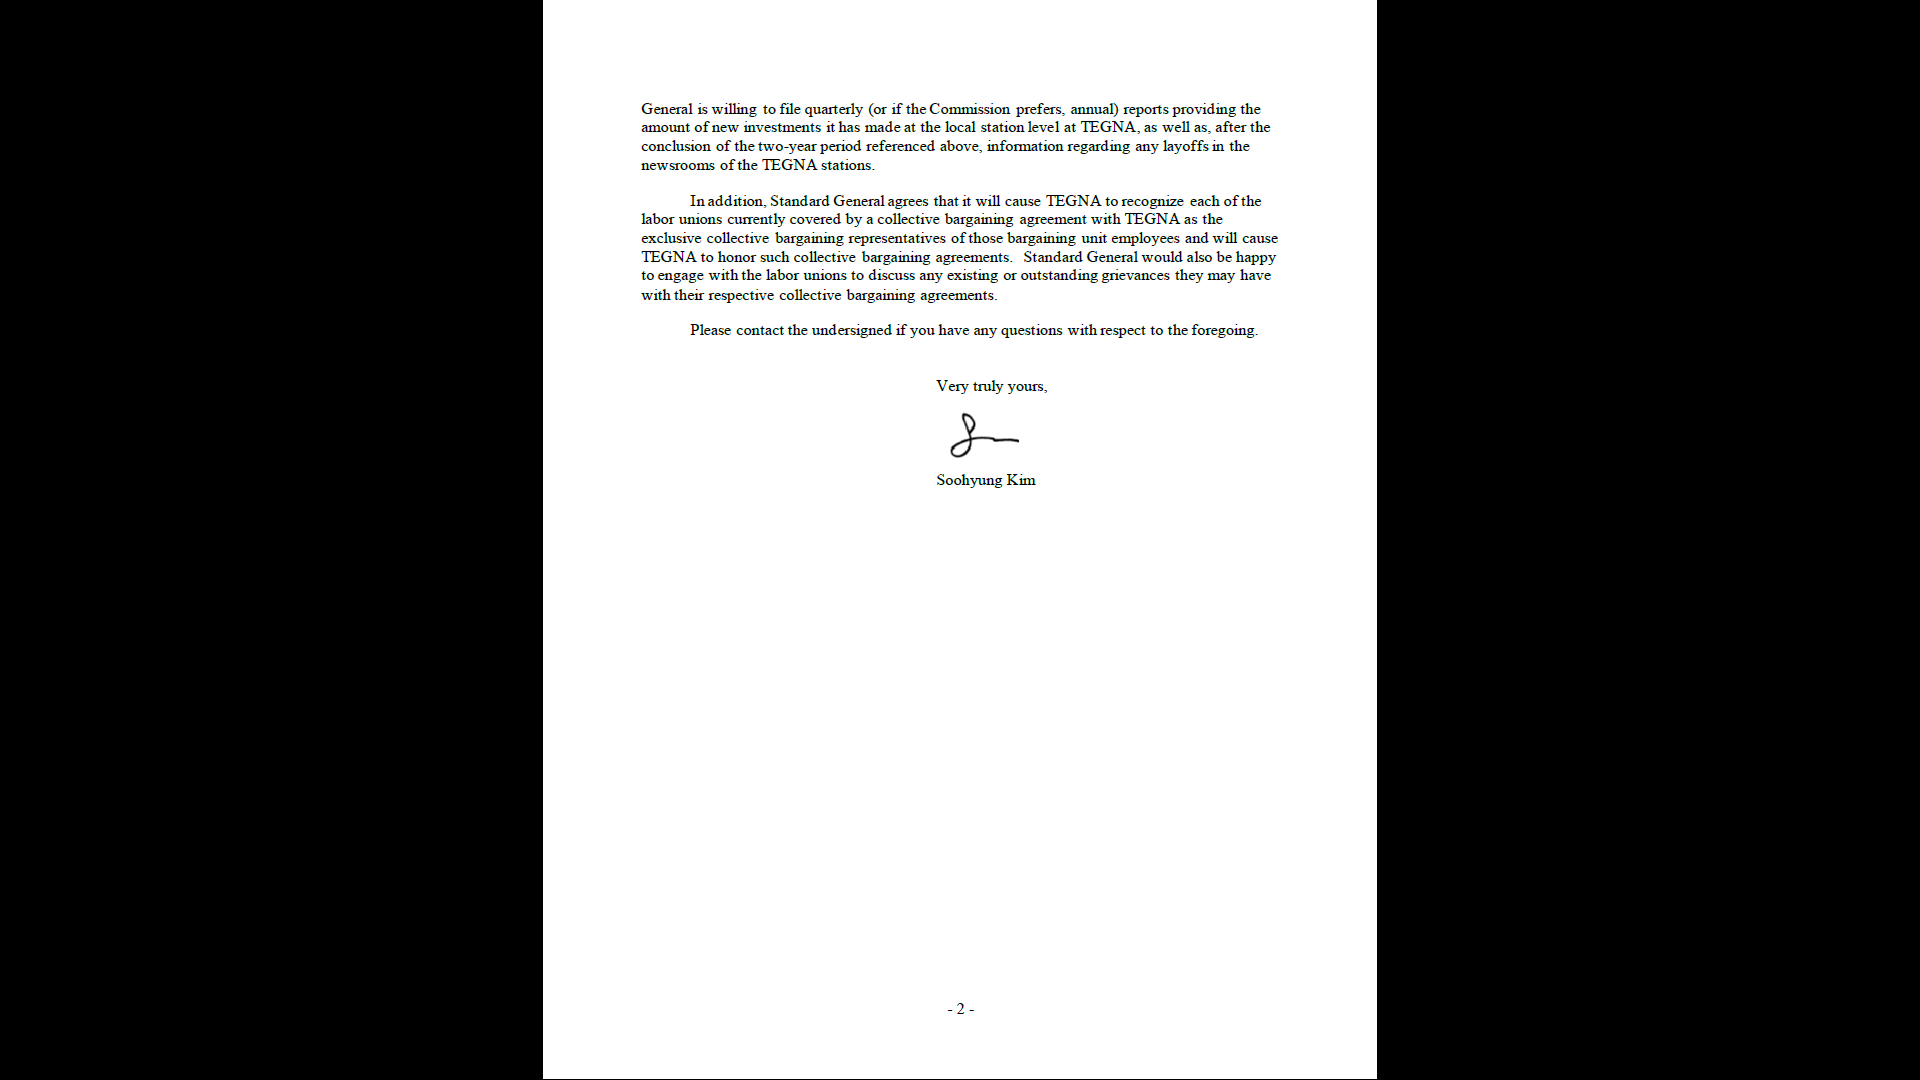 General is willing to file quarterly (or if the Commission prefers, annual) reports providing the
amount of new investments it has made at the local station level at TEGNA, as well as, after the
conclusion of the two-year period referenced above, information regarding any layoffs in the
newsrooms of the TEGNA stations.
In addition, Standard General agrees that it will cause TEGNA to recognize each of the
labor unions currently covered by a collective bargaining agreement with TEGNA as the
exclusive collective bargaining representatives of those bargaining unit employees and will cause
TEGNA to honor such collective bargaining agreements. Standard General would also be happy
to engage with the labor unions to discuss any existing or outstanding grievances they may have
with their respective collective bargaining agreements.
Please contact the undersigned if you have any questions with respect to the foregoing.
Very truly yours,
Soohyung Kim
- 2 -